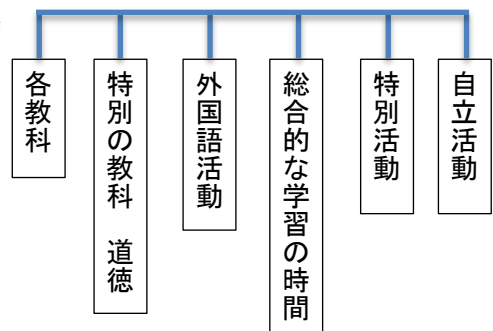 各教科
特別の教科　道徳
外国語活動
総合的な学習の時間
特別活動
自立活動